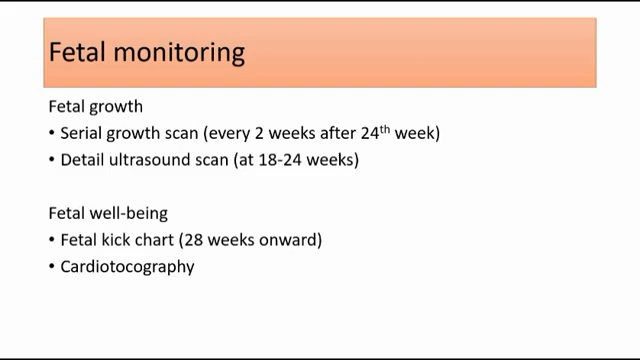 Fetal monitoring
Fetal growth
• Serial growth scan (every 2 weeks after 24th week)
• Detail ultrasound scan (at 18-24 weeks)
Fetal well-being
• Fetal kick chart (28 weeks onward)
• Cardiotocography